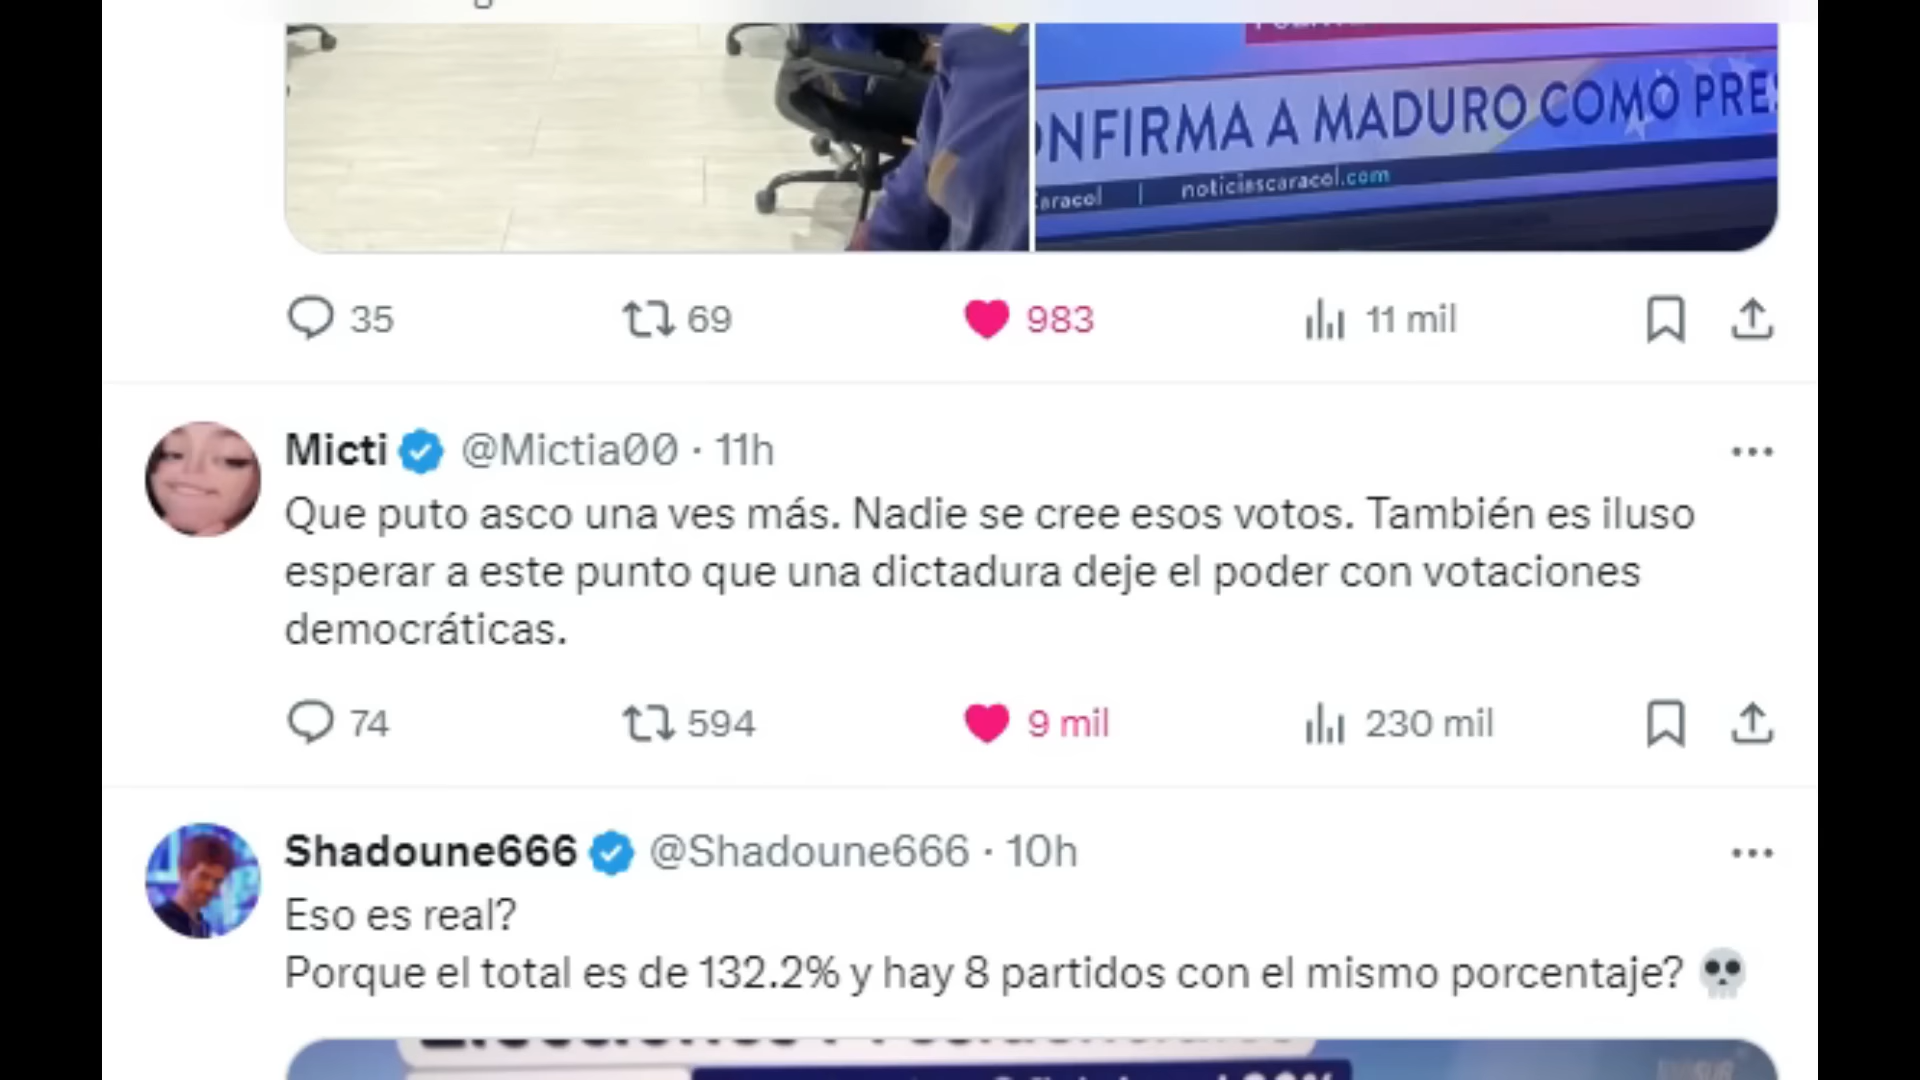 ONFIRMA A MADURO COMO PRE
aracol | noticiascaracol.com
35 69 983 11 mil
Micti @Mictia00 · 11h
Que puto asco una ves más. Nadie se cree esos votos. También es iluso
esperar a este punto que una dictadura deje el poder con votaciones
democráticas.
74 594 9 mil 230 mil
Shadoune666 @Shadoune666 · 10h
Eso es real?
Porque el total es de 132.2% y hay 8 partidos con el mismo porcentaje? 💀